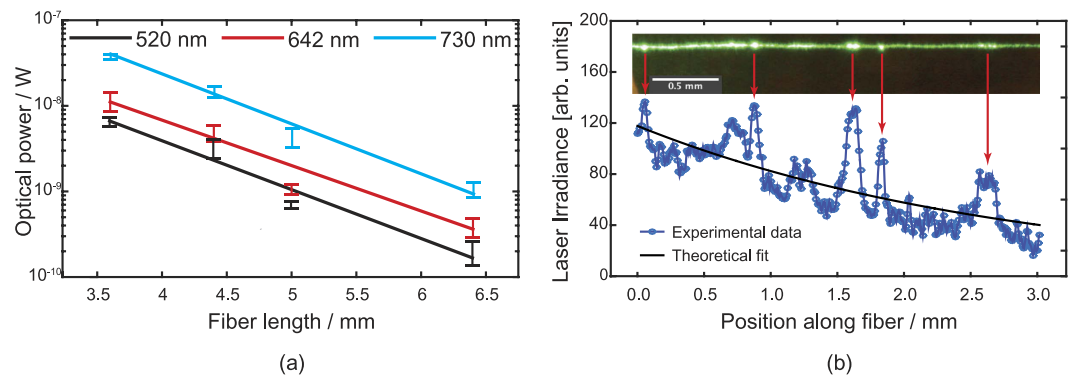 10⁻⁷
10⁻⁸
10⁻⁹
10⁻¹⁰
Optical power / W
520 nm 642 nm 730 nm
3.5 4 4.5 5 5.5 6 6.5
Fiber length / mm
(a)
200
160
120
80
40
0
Laser Irradiance [arb. units]
0.5 mm
Experimental data
Theoretical fit
0.0 0.5 1.0 1.5 2.0 2.5 3.0
Position along fiber / mm
(b)